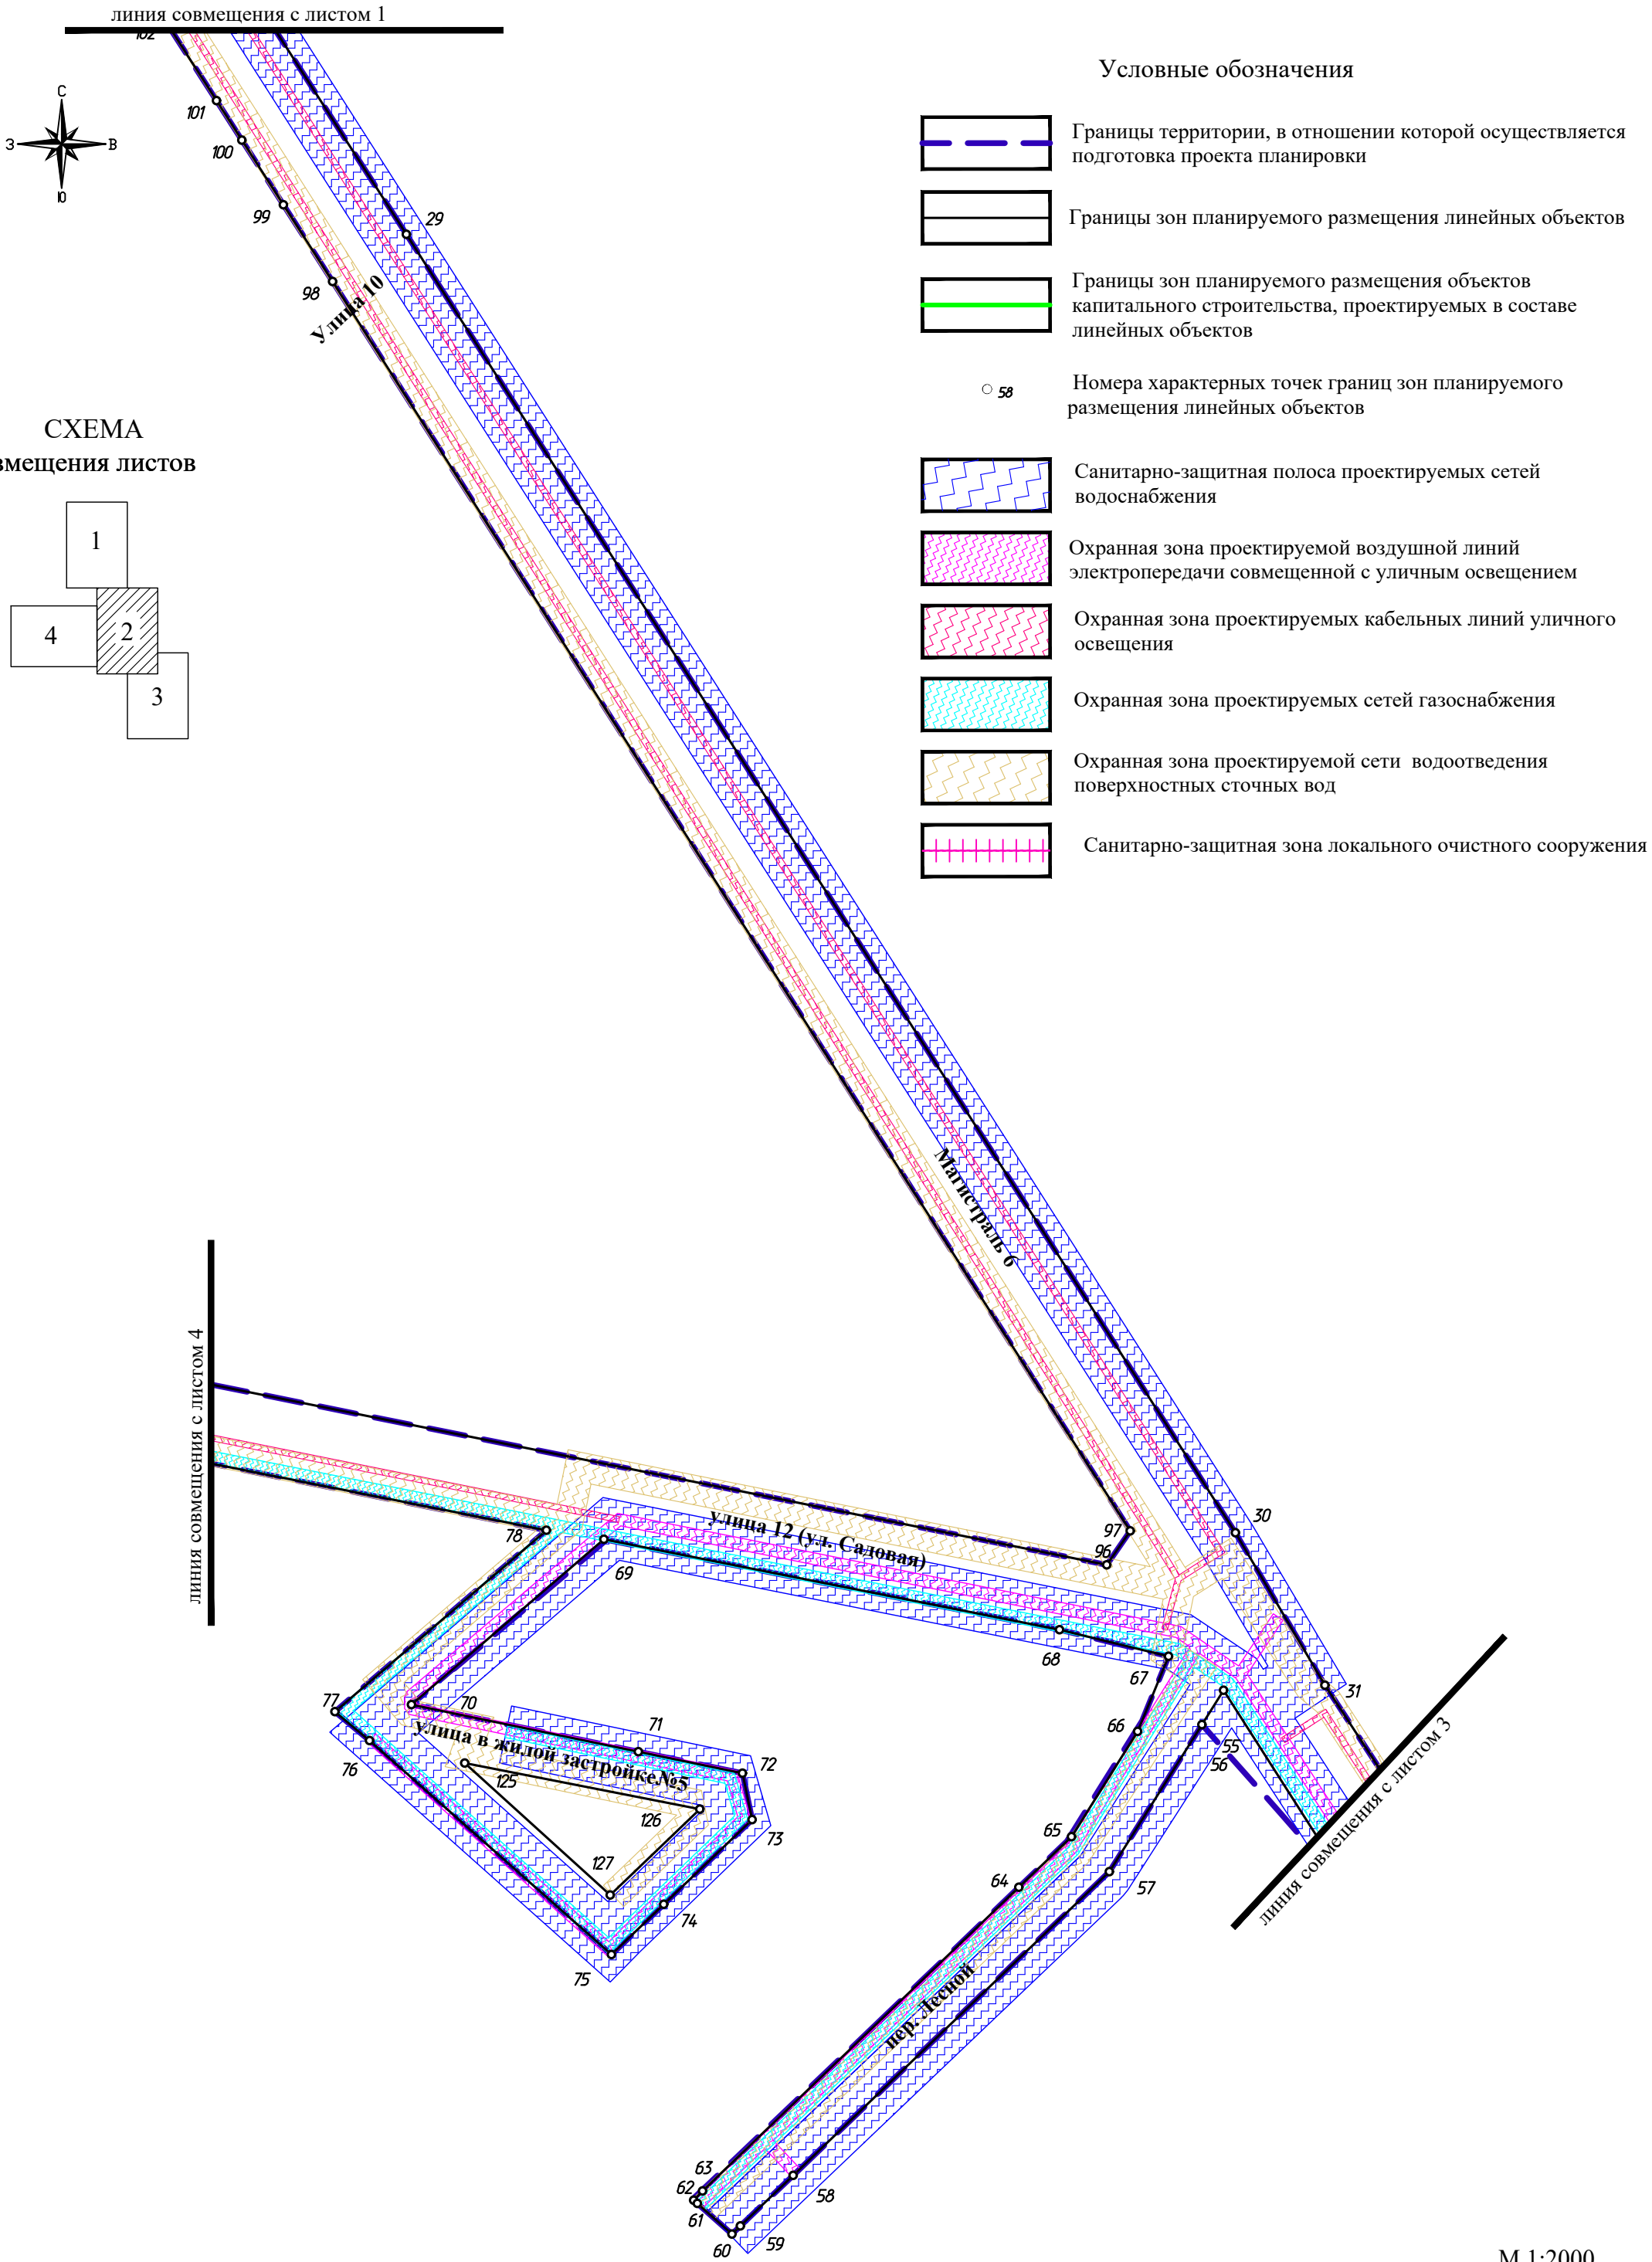 линия совмещения с листом 1
102
С
З
В
Ю
101
100
99
98
29
Улица 10
Условные обозначения
Границы территории, в отношении которой осуществляется
подготовка проекта планировки
Границы зон планируемого размещения линейных объектов
Границы зон планируемого размещения объектов
капитального строительства, проектируемых в составе
линейных объектов
58
Номера характерных точек границ зон планируемого
размещения линейных объектов
Санитарно-защитная полоса проектируемых сетей
водоснабжения
Охранная зона проектируемой воздушной линий
электропередачи совмещенной с уличным освещением
Охранная зона проектируемых кабельных линий уличного
освещения
Охранная зона проектируемых сетей газоснабжения
Охранная зона проектируемой сети водоотведения
поверхностных сточных вод
Санитарно-защитная зона локального очистного сооружения
СХЕМА
вмещения листов
1
4
2
3
Магистраль 6
линия совмещения с листом 4
30
97
96
78
улица 12 (ул. Садовая)
69
68
67
31
77
70
71
66
55
56
72
76
улица в жилой застройке№5
125
126
73
127
65
64
57
74
75
линия совмещения с листом 3
пер. Лесной
63
62
61
58
60
59
М 1:2000